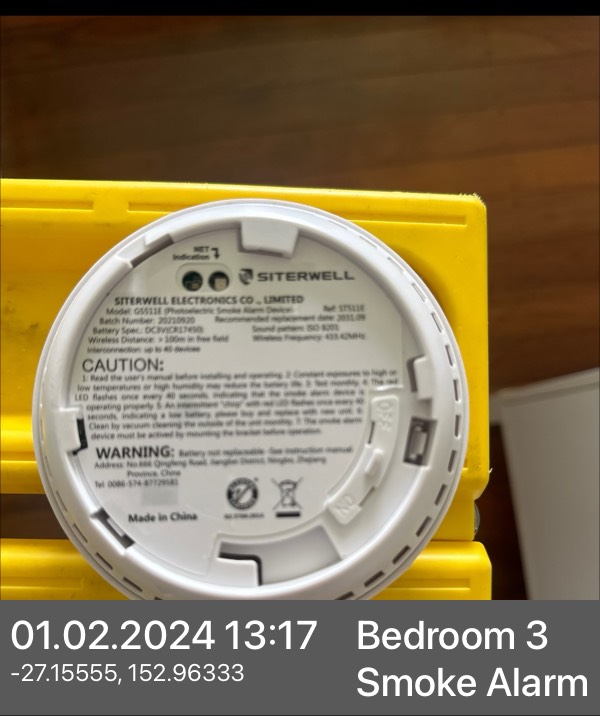 NET
Indication
SITERWELL
SITERWELL ELECTRONICS CO ., LIMITED
Model: GS511E (Photoelectric Smoke Alarm Device) Ref: ST511E
Batch Number: 20210920 Recommended replacement date: 2031.09
Battery Spec.: DC3V(CR17450) Sound pattern: ISO 8201
Wireless Distance: >100m in free field Wireless Frequency: 433.42MHz
Interconnection: up to 40 devices
CAUTION:
1: Read the user's manual before installing and operating. 2: Constant exposures to high or
low temperatures or high humidity may reduce the battery life. 3: Test monthly. 4: The red
LED flashes once every 40 seconds, indicating that the smoke alarm device is
operating properly. 5: An intermittent "chirp" with red LED flashes once every 40
seconds, indicating a low battery, please buy and replace with new unit. 6:
Clean by vacuum cleaning the outside of the unit monthly. 7: The smoke alarm
device must be actived by mounting the bracket before operation.
WARNING: Battery not replaceable -See instruction manual.
Address: No.666 Qingfeng Road, Jiangbei District, Ningbo, Zhejiang
Province, China
Tel: 0086-574-87729581
OFF
ON
Made in China
01.02.2024 13:17
-27.15555, 152.96333
Bedroom 3
Smoke Alarm